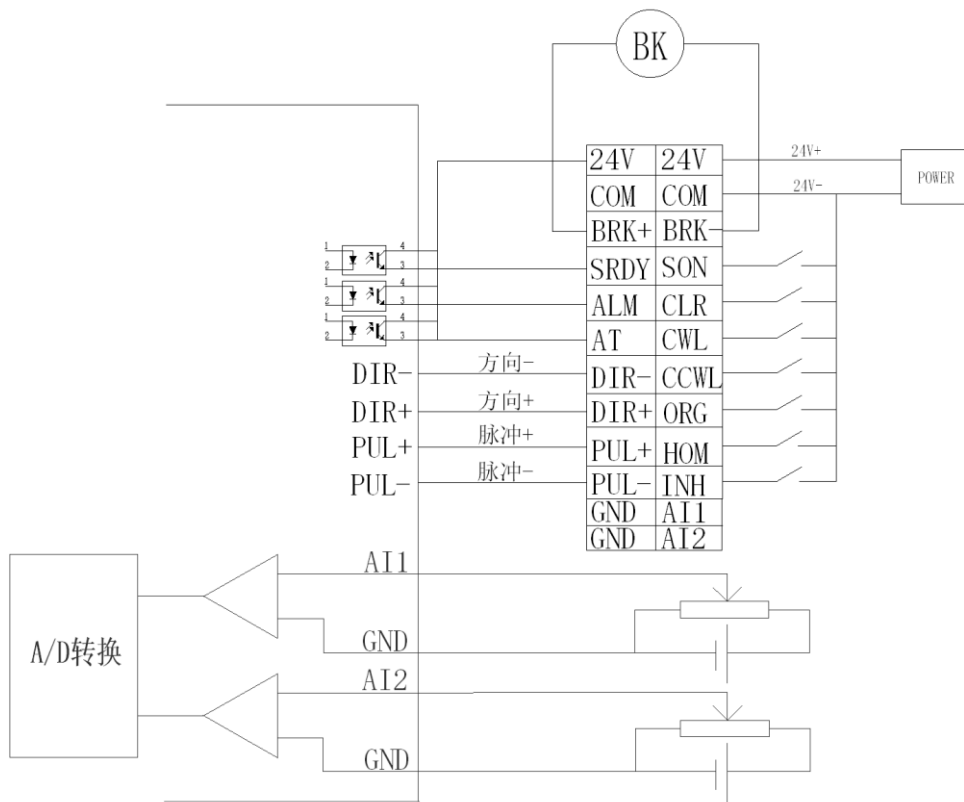 BK
24V 24V 24V+
POWER
COM COM 24V-
BRK+ BRK-
1 4
2 3
SRDY SON
1 4
2 3
ALM CLR
1 4
2 3
AT CWL
DIR- 方向- DIR- CCWL
DIR+ 方向+ DIR+ ORG
PUL+ 脉冲+ PUL+ HOM
PUL- 脉冲- PUL- INH
GND AI1
GND AI2
AI1
A/D转换
GND
AI2
GND